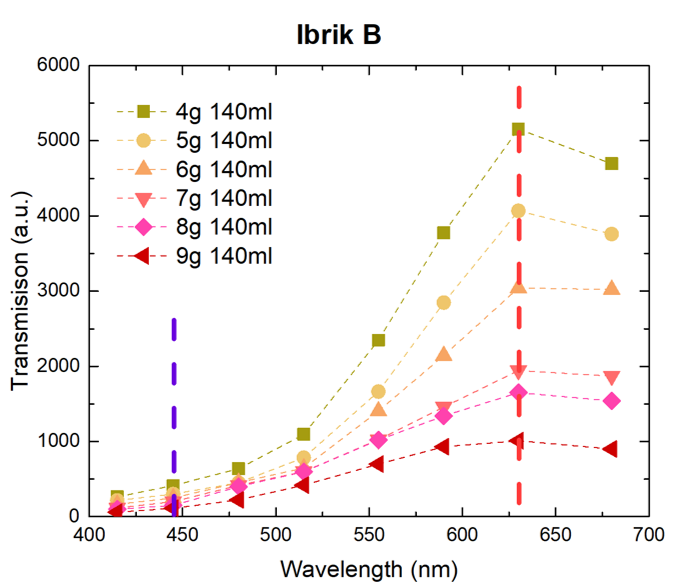 Ibrik B
6000
5000
4000
3000
2000
1000
0
Transmisison (a.u.)
4g 140ml
5g 140ml
6g 140ml
7g 140ml
8g 140ml
9g 140ml
400 450 500 550 600 650 700
Wavelength (nm)